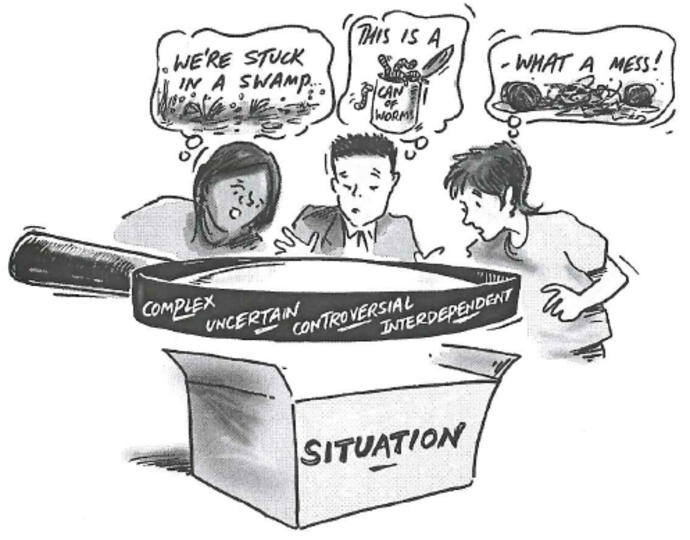 WE'RE STUCK
IN A SWAMP...
THIS IS A
CAN
OF
WORMS
- WHAT A MESS!
COMPLEX
UNCERTAIN
CONTROVERSIAL
INTERDEPENDENT
SITUATION